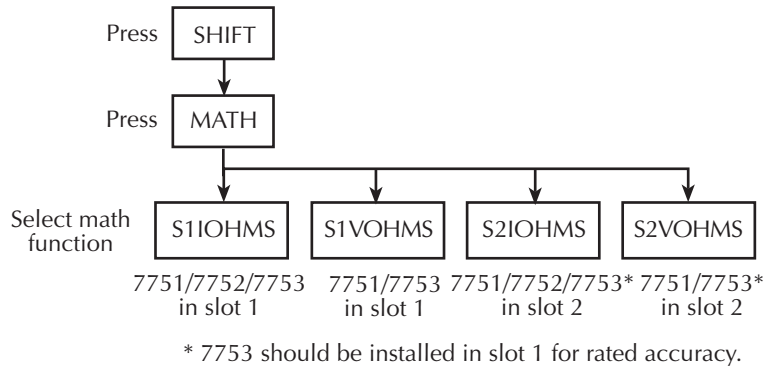 Press SHIFT
Press MATH
Select math
function
S1IOHMS S1VOHMS S2IOHMS S2VOHMS
7751/7752/7753 7751/7753 7751/7752/7753* 7751/7753*
in slot 1 in slot 1 in slot 2 in slot 2
* 7753 should be installed in slot 1 for rated accuracy.